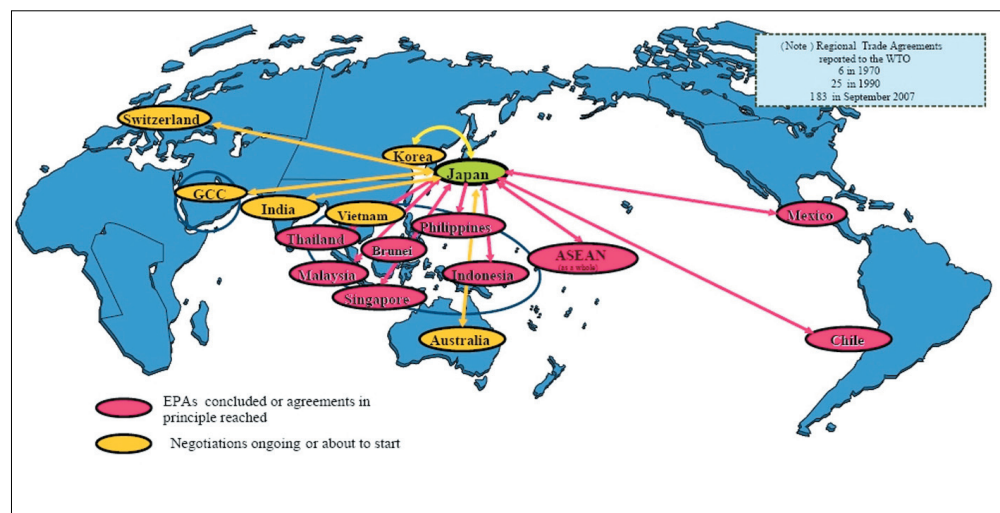 (Note ) Regional Trade Agreements
reported to the WTO
6 in 1970
25 in 1990
183 in September 2007
Switzerland
Korea
Japan
GCC
India
Vietnam
Mexico
Thailand
Philippines
Brunei
ASEAN
(as a whole)
Malaysia
Indonesia
Singapore
Australia
Chile
EPAs concluded or agreements in
principle reached
Negotiations ongoing or about to start